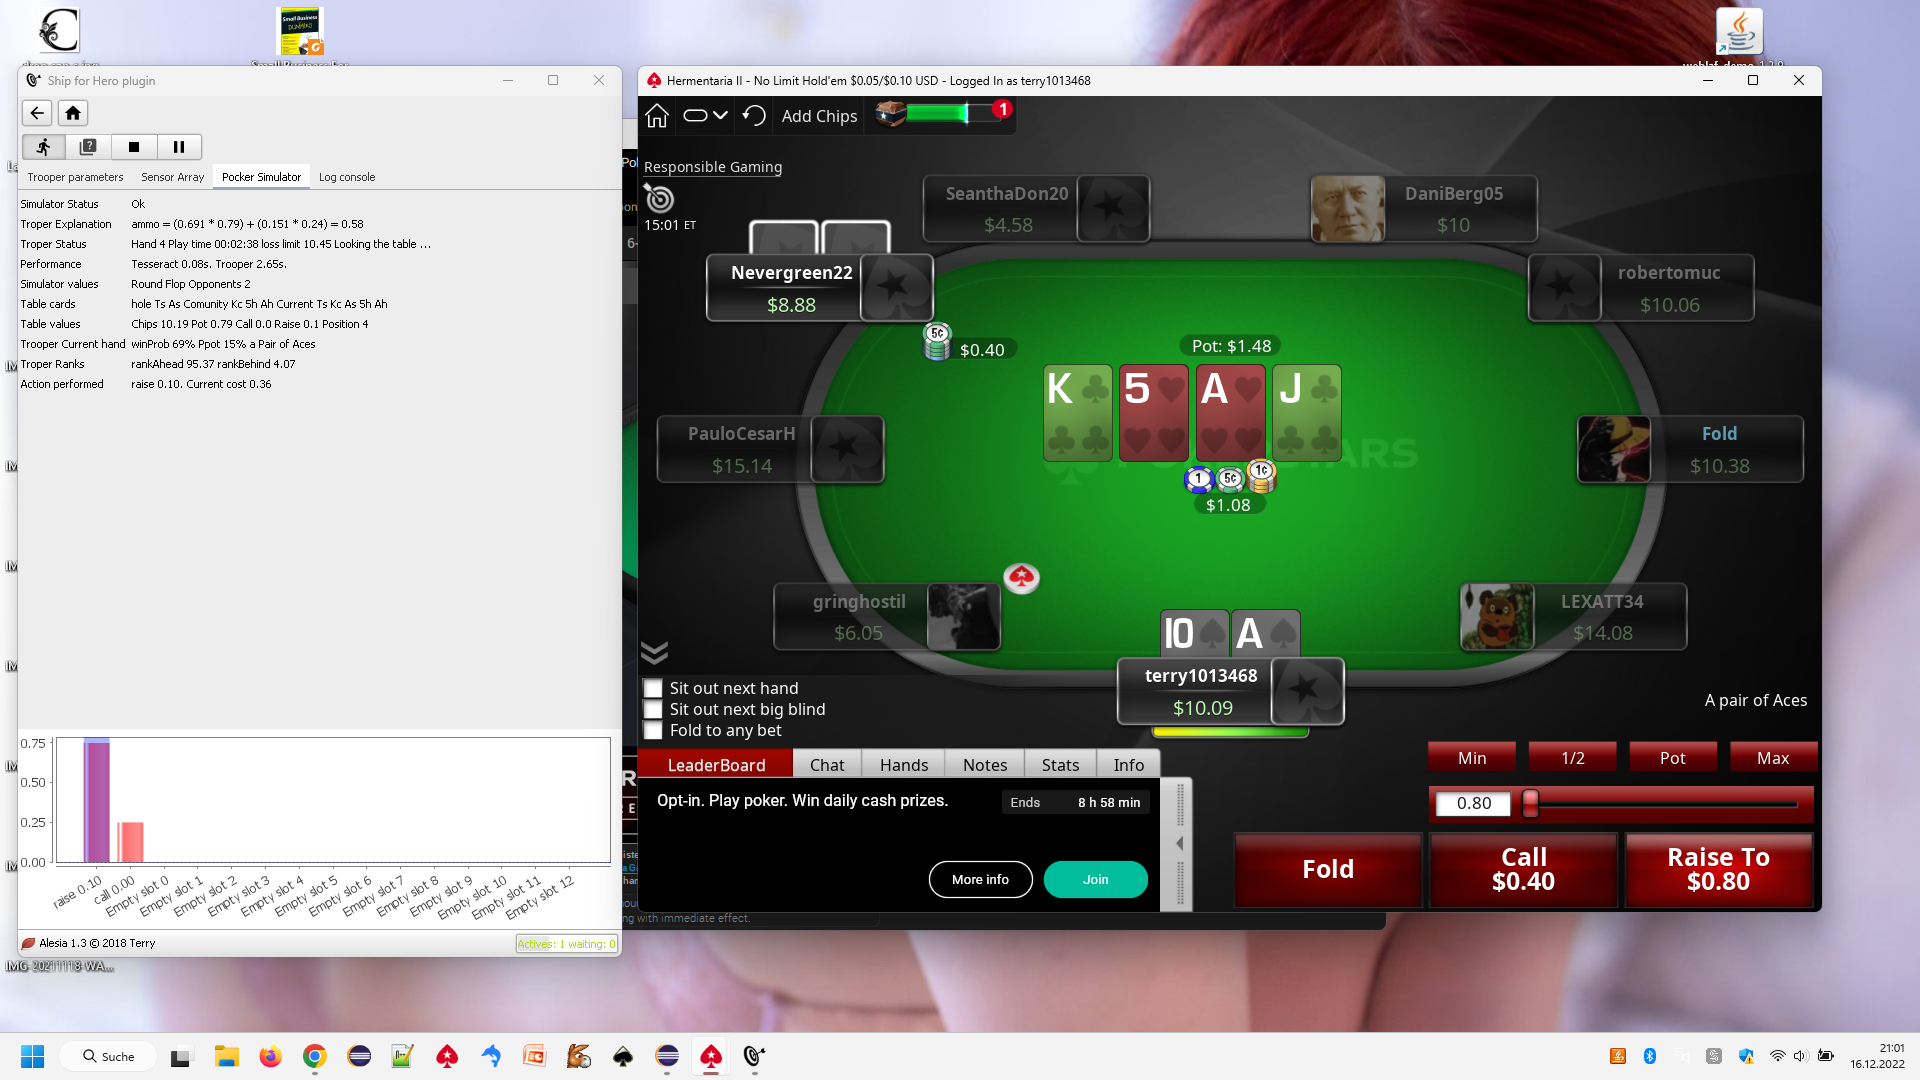 Ship for Hero plugin
Trooper parameters
Sensor Array
Pocker Simulator
Log console
Simulator Status Ok
Troper Explanation ammo = (0.691 * 0.79) + (0.151 * 0.24) = 0.58
Troper Status Hand 4 Play time 00:02:38 loss limit 10.45 Looking the table ...
Performance Tesseract 0.08s. Trooper 2.65s.
Simulator values Round Flop Opponents 2
Table cards hole Ts As Comunity Kc 5h Ah Current Ts Kc As 5h Ah
Table values Chips 10.19 Pot 0.79 Call 0.0 Raise 0.1 Position 4
Trooper Current hand winProb 69% Ppot 15% a Pair of Aces
Troper Ranks rankAhead 95.37 rankBehind 4.07
Action performed raise 0.10. Current cost 0.36
0.75
0.50
0.25
0.00
raise 0.10
call 0.00
Empty slot 0
Empty slot 1
Empty slot 2
Empty slot 3
Empty slot 4
Empty slot 5
Empty slot 6
Empty slot 7
Empty slot 8
Empty slot 9
Empty slot 10
Empty slot 11
Empty slot 12
Alesia 1.3 © 2018 Terry
Actives: 1 waiting: 0
Hermentaria II - No Limit Hold'em $0.05/$0.10 USD - Logged In as terry1013468
Add Chips
1
Responsible Gaming
15:01 ET
SeanthaDon20
$4.58
DaniBerg05
$10
Nevergreen22
$8.88
robertomuc
$10.06
5¢
$0.40
Pot: $1.48
K 5 A J
PauloCesarH
$15.14
Fold
$10.38
1 5¢ 1¢
$1.08
gringhostil
$6.05
LEXATT34
$14.08
10 A
terry1013468
$10.09
Sit out next hand
Sit out next big blind
Fold to any bet
A pair of Aces
LeaderBoard
Chat
Hands
Notes
Stats
Info
Opt-in. Play poker. Win daily cash prizes.
Ends 8 h 58 min
More info
Join
Min
1/2
Pot
Max
0.80
Fold
Call
$0.40
Raise To
$0.80
ng with immediate effect.
Suche
21:01
16.12.2022